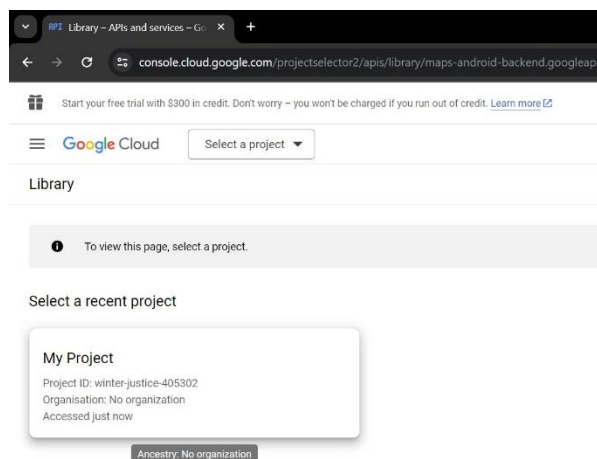 API Library – APIs and services – Go
console.cloud.google.com/projectselector2/apis/library/maps-android-backend.googleap
Start your free trial with $300 in credit. Don't worry – you won't be charged if you run out of credit. Learn more
Google Cloud Select a project
Library
To view this page, select a project.
Select a recent project
My Project
Project ID: winter-justice-405302
Organisation: No organization
Accessed just now
Ancestry: No organization